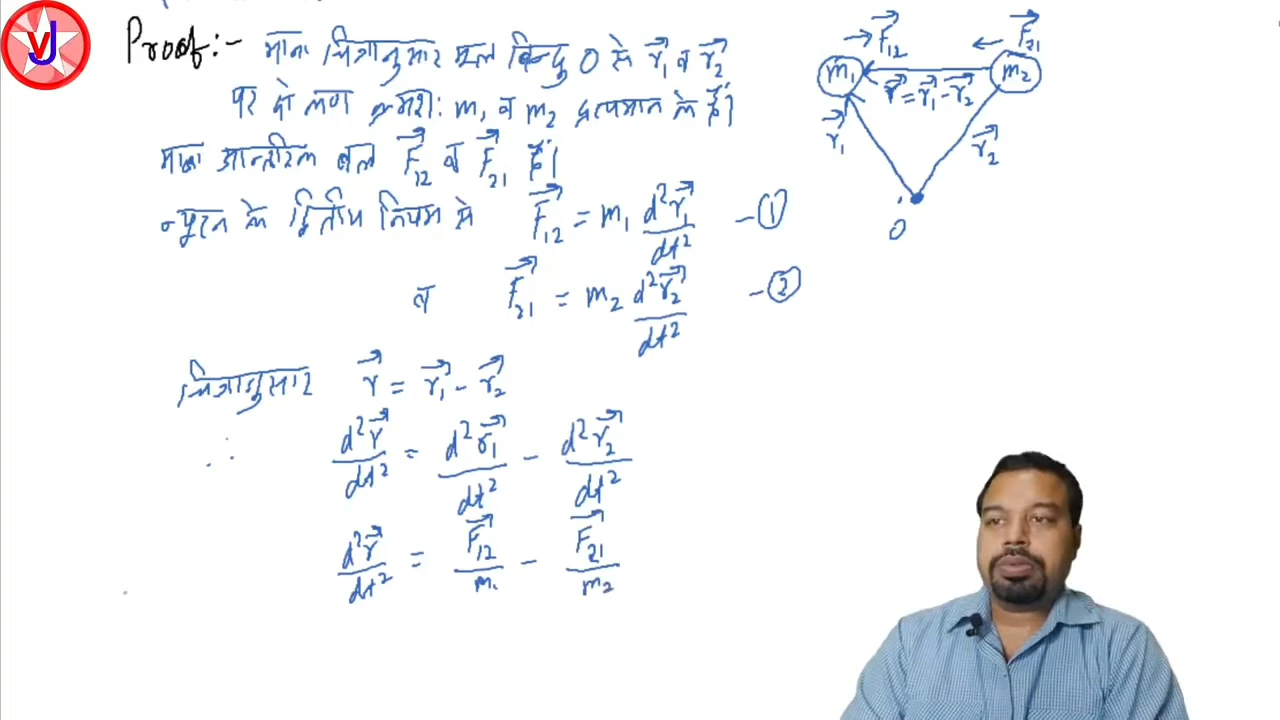 VJ
Proof:- माना चित्रानुसार मूल बिन्दु O से r⃗₁ व r⃗₂
पर दो कण क्रमशः m₁ व m₂ द्रव्यमान के हैं।
माना आन्तरिक बल F⃗₁₂ व F⃗₂₁ हैं।
न्यूटन के द्वितीय नियम से F⃗₁₂ = m₁ d²r⃗₁/dt² -①
व F⃗₂₁ = m₂ d²r⃗₂/dt² -②
चित्रानुसार r⃗ = r⃗₁ - r⃗₂
∴ d²r⃗/dt² = d²r⃗₁/dt² - d²r⃗₂/dt²
d²r⃗/dt² = F⃗₁₂/m₁ - F⃗₂₁/m₂
F⃗₁₂ F⃗₂₁
m₁ m₂
r⃗ = r⃗₁ - r⃗₂
r⃗₁ r⃗₂
O